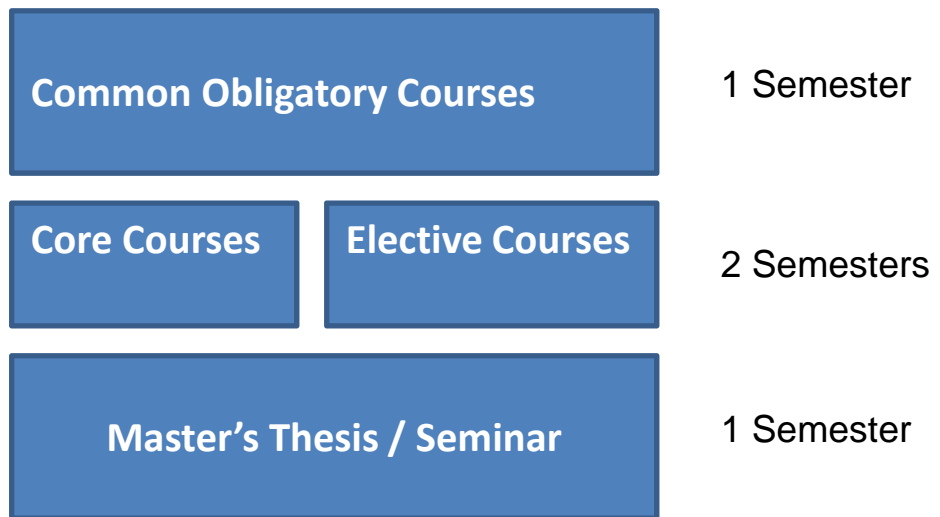 Common Obligatory Courses
1 Semester
Core Courses
Elective Courses
2 Semesters
Master’s Thesis / Seminar
1 Semester